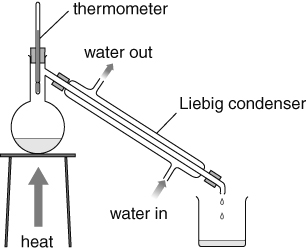 thermometer
water out
Liebig condenser
water in
heat